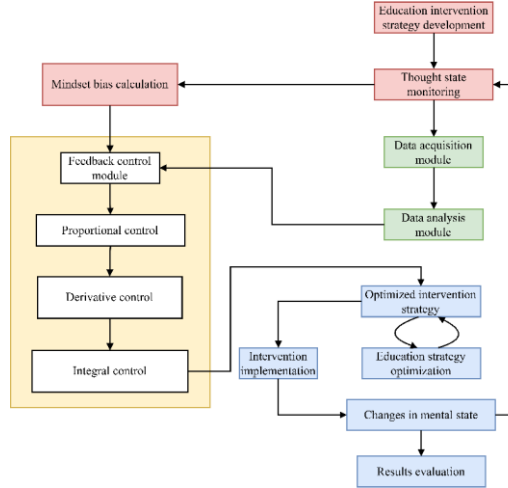 Education intervention
strategy development
Mindset bias calculation
Thought state
monitoring
Feedback control
module
Data acquisition
module
Proportional control
Data analysis
module
Derivative control
Optimized intervention
strategy
Integral control
Intervention
implementation
Education strategy
optimization
Changes in mental state
Results evaluation